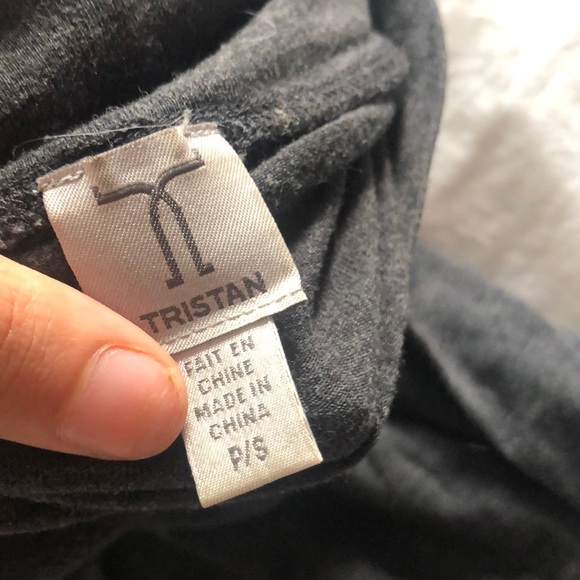 TRISTAN
FAIT EN
CHINE
MADE IN
CHINA
P/S